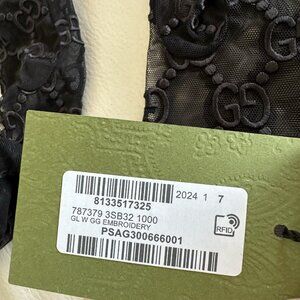 8133517325
2024 1 7
787379 3SB32 1000
GL W GG EMBROIDERY
RFID
PSAG300666001